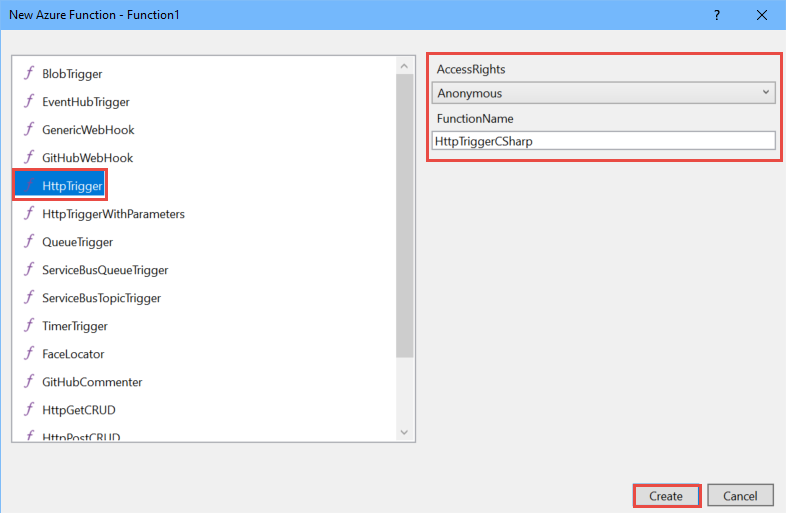 New Azure Function - Function1
BlobTrigger
EventHubTrigger
GenericWebHook
GitHubWebHook
HttpTrigger
HttpTriggerWithParameters
QueueTrigger
ServiceBusQueueTrigger
ServiceBusTopicTrigger
TimerTrigger
FaceLocator
GitHubCommenter
HttpGetCRUD
HttpPostCRUD
AccessRights
Anonymous
FunctionName
HttpTriggerCSharp
Create
Cancel